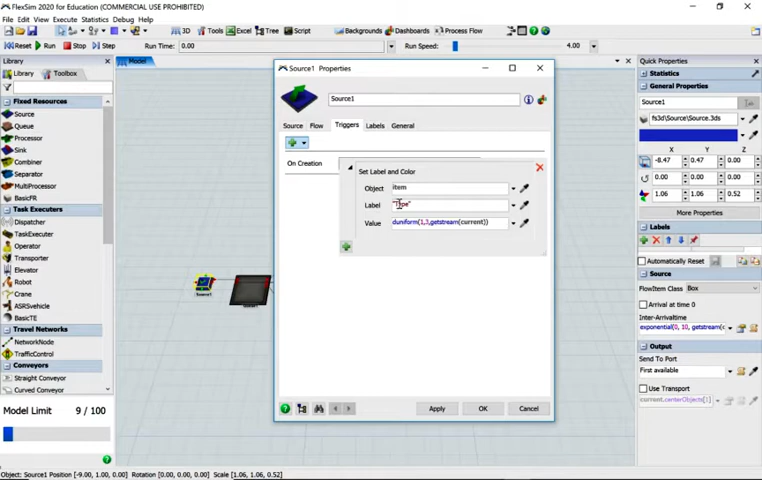 FlexSim 2020 for Education (COMMERCIAL USE PROHIBITED)
File Edit View Build Execute Statistics Debug Help
3D Tools Excel Tree Script Backgrounds Dashboards Process Flow
Reset Run Stop Step Run Time: 0.00 Run Speed: 4.00
Library
Library Toolbox
Fixed Resources
Source
Queue
Processor
Sink
Combiner
Separator
MultiProcessor
BasicFR
Task Executers
Dispatcher
TaskExecuter
Operator
Transporter
Elevator
Robot
Crane
ASRSvehicle
BasicTE
Travel Networks
NetworkNode
TrafficControl
Conveyors
Straight Conveyor
Curved Conveyor
Model Limit 9 / 100
Model
Source1
Source1 Properties
Source1
Source Flow Triggers Labels General
On Creation
Set Label and Color
Object item
Label "Type"
Value duniform(1,3,getstream(current))
Apply OK Cancel
Quick Properties
Statistics
General Properties
Source1
fs3d\Source\Source.3ds
X Y Z
-8.47 0.47 0.00
0.00 0.00 0.00
1.06 1.06 0.52
More Properties
Labels
Automatically Reset
Source
FlowItem Class Box
Arrival at time 0
Inter-Arrivaltime
exponential(0, 10, getstream(c
Output
Send To Port
First available
Use Transport
current.centerObjects[1]
Object: Source1 Position [-9.00, 1.00, 0.00] Rotation [0.00, 0.00, 0.00] Scale [1.06, 1.06, 0.52]